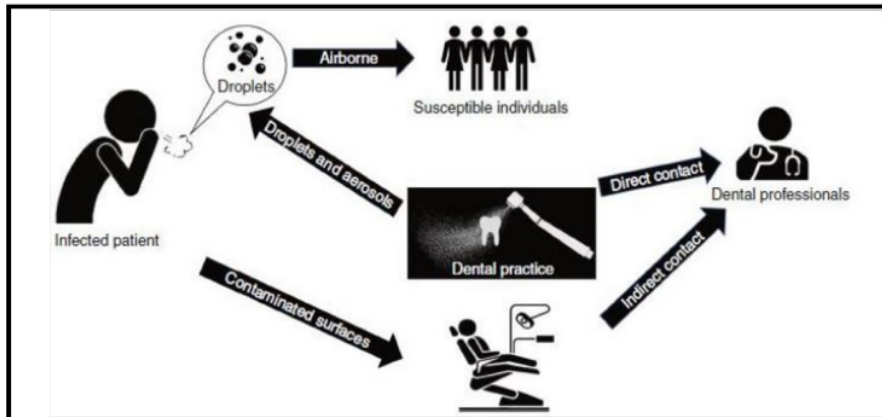 Droplets
Airborne
Susceptible individuals
Infected patient
Droplets and aerosols
Dental practice
Direct contact
Dental professionals
Contaminated surfaces
Indirect contact